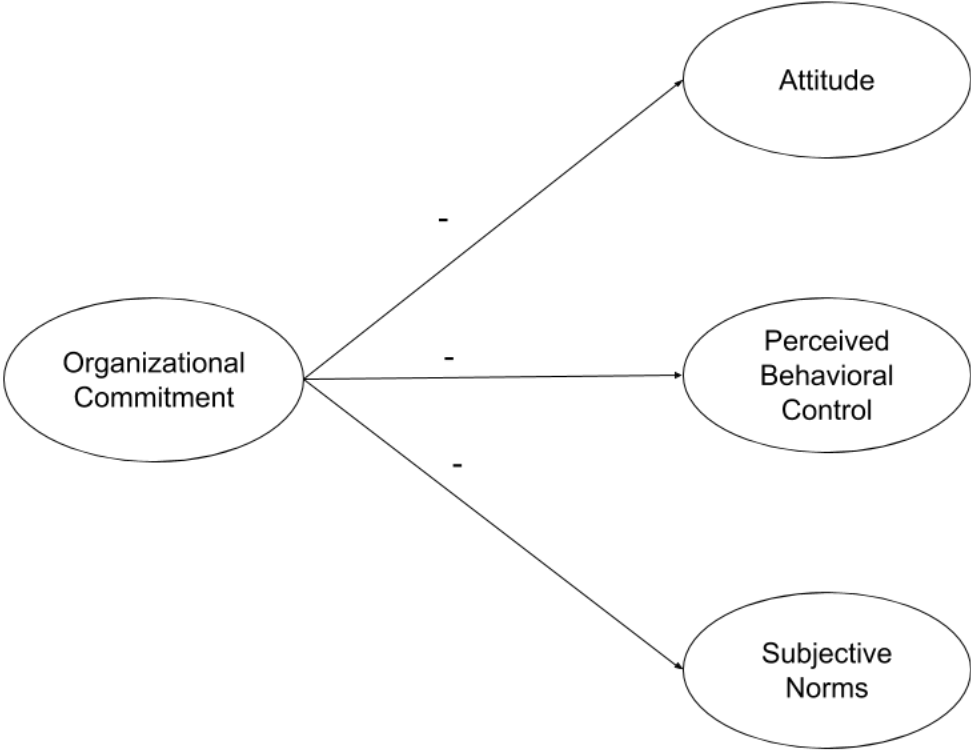 Attitude
-
Organizational
Commitment
-
Perceived
Behavioral
Control
-
Subjective
Norms